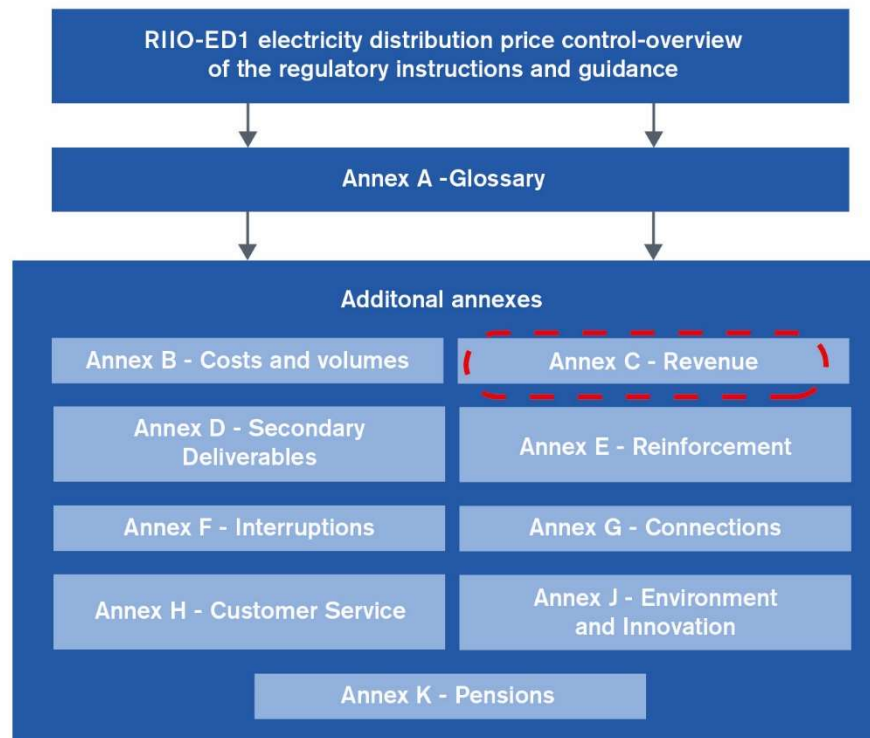 RIIO-ED1 electricity distribution price control-overview
of the regulatory instructions and guidance
Annex A -Glossary
Additonal annexes
Annex B - Costs and volumes
Annex C - Revenue
Annex D - Secondary
Deliverables
Annex E - Reinforcement
Annex F - Interruptions
Annex G - Connections
Annex H - Customer Service
Annex J - Environment
and Innovation
Annex K - Pensions